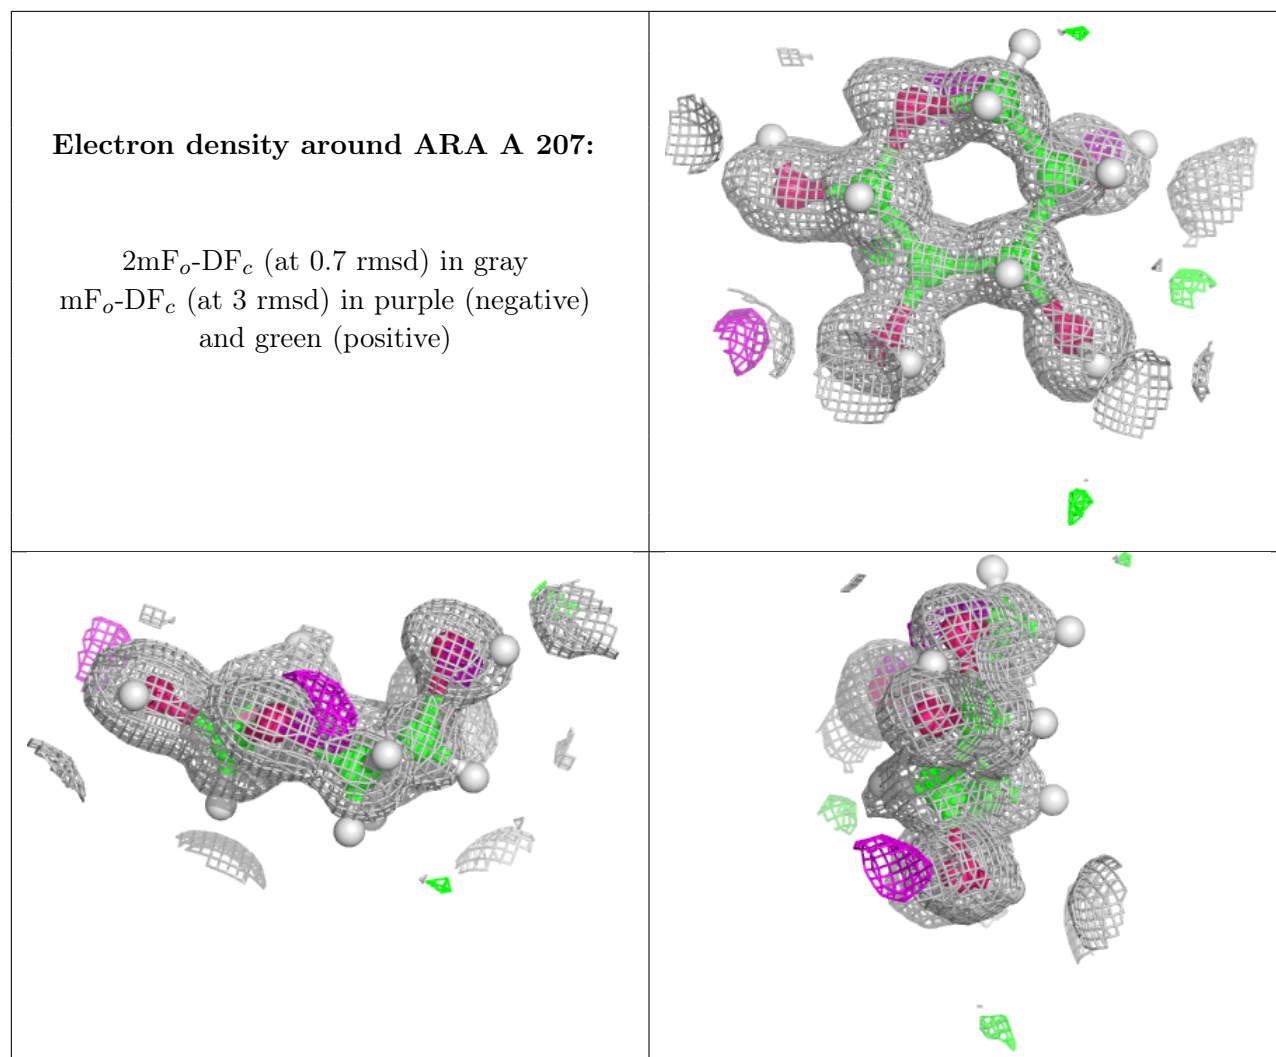 Electron density around ARA A 207:
2mFₒ-DF𝒸 (at 0.7 rmsd) in gray
mFₒ-DF𝒸 (at 3 rmsd) in purple (negative)
and green (positive)